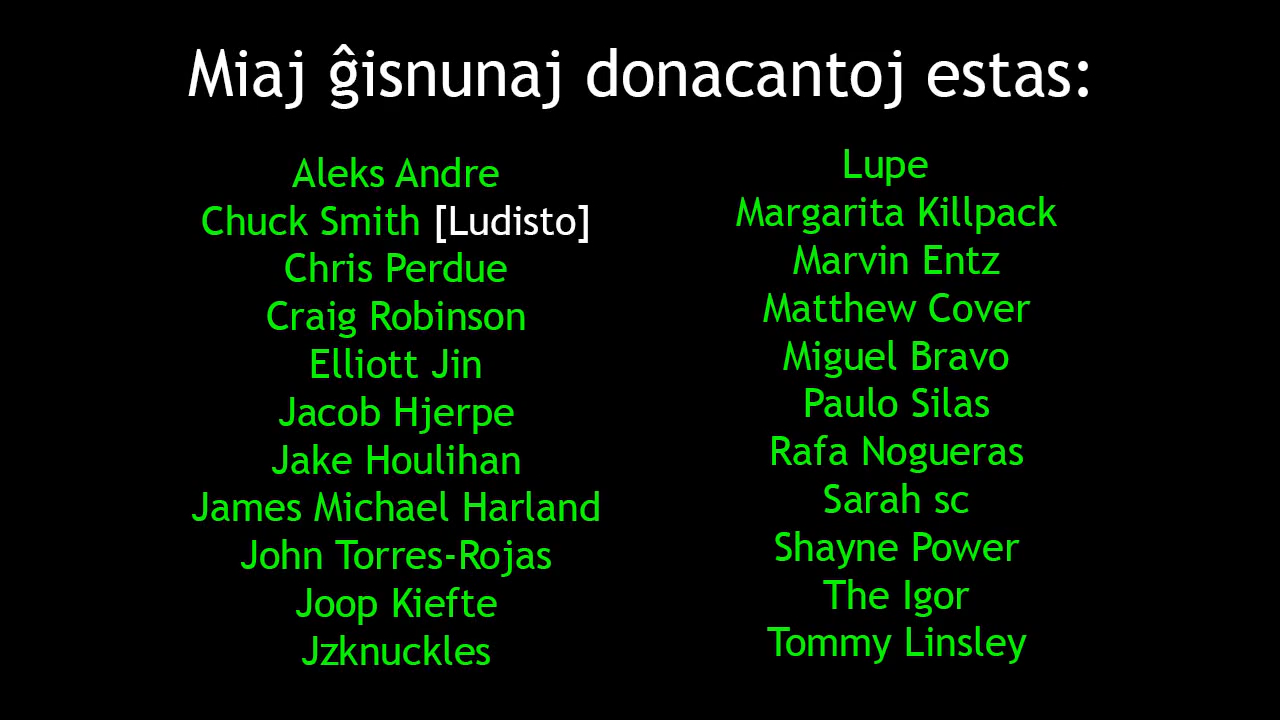 Miaj ĝisnunaj donacantoj estas:
Aleks Andre
Chuck Smith [Ludisto]
Chris Perdue
Craig Robinson
Elliott Jin
Jacob Hjerpe
Jake Houlihan
James Michael Harland
John Torres-Rojas
Joop Kiefte
Jzknuckles
Lupe
Margarita Killpack
Marvin Entz
Matthew Cover
Miguel Bravo
Paulo Silas
Rafa Nogueras
Sarah sc
Shayne Power
The Igor
Tommy Linsley